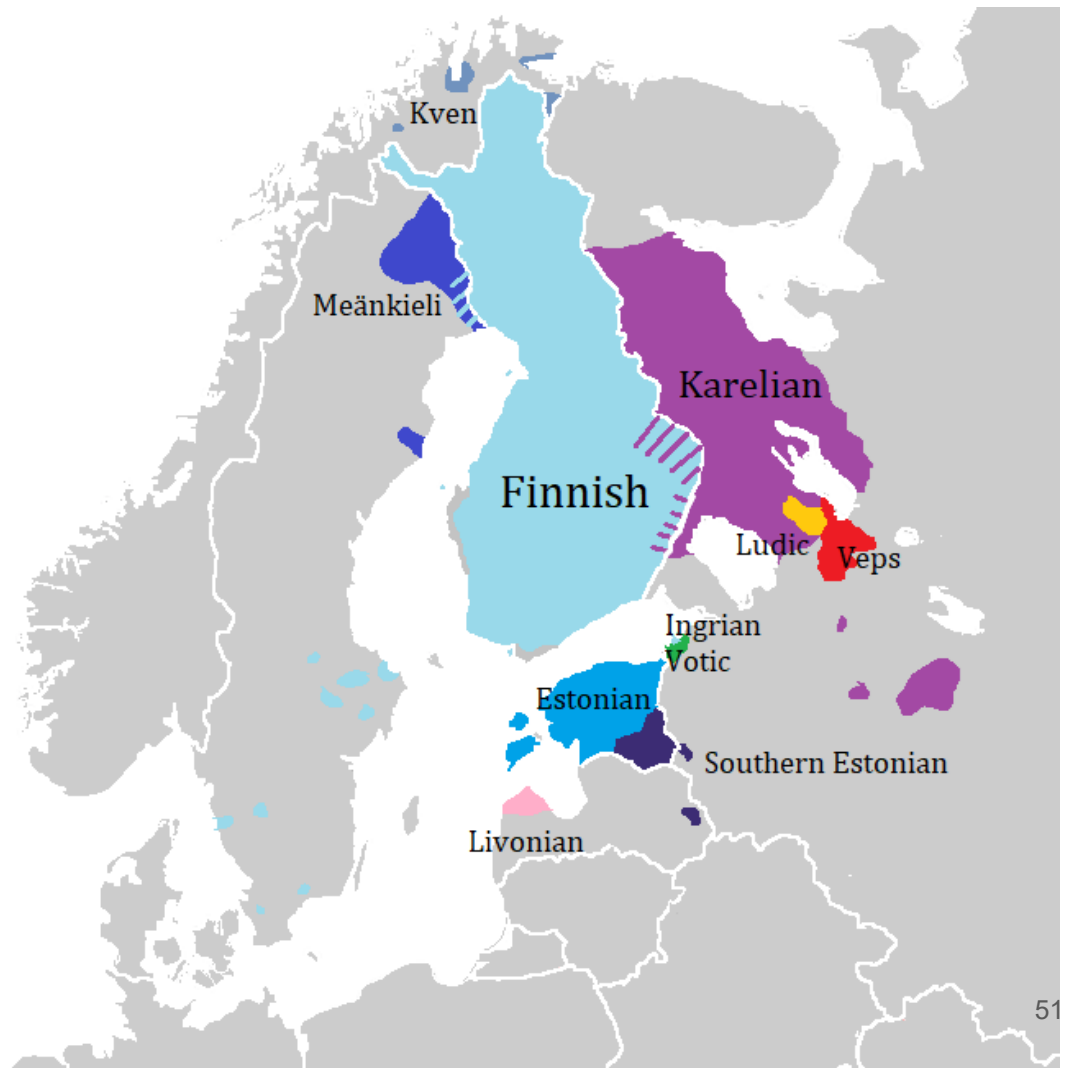 Kven
Meänkieli
Karelian
Finnish
Ludic
Veps
Ingrian
Votic
Estonian
Southern Estonian
Livonian
51